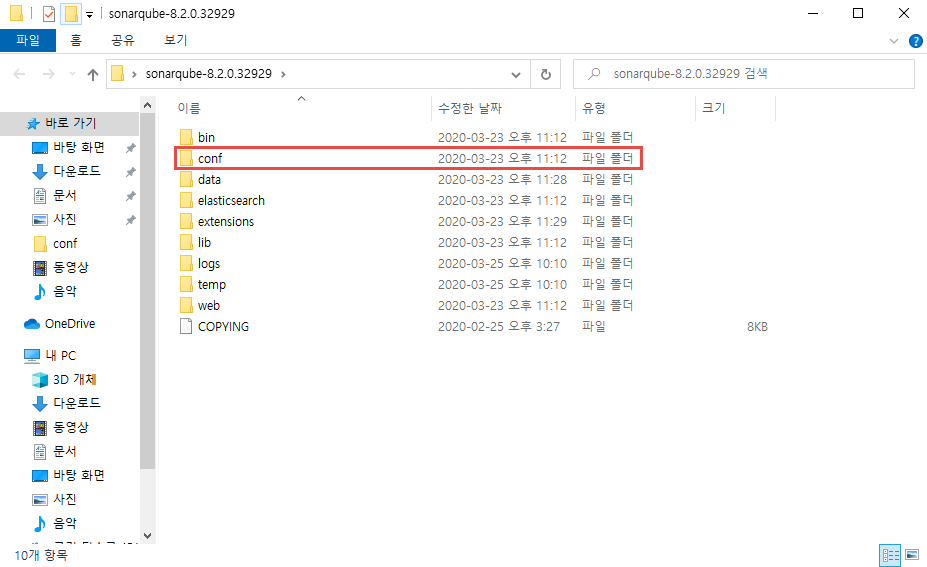 sonarqube-8.2.0.32929
파일 홈 공유 보기
sonarqube-8.2.0.32929
sonarqube-8.2.0.32929 검색
바로 가기
바탕 화면
다운로드
문서
사진
conf
동영상
음악
OneDrive
내 PC
3D 개체
다운로드
동영상
문서
바탕 화면
사진
음악
이름 수정한 날짜 유형 크기
bin 2020-03-23 오후 11:12 파일 폴더
conf 2020-03-23 오후 11:12 파일 폴더
data 2020-03-23 오후 11:28 파일 폴더
elasticsearch 2020-03-23 오후 11:12 파일 폴더
extensions 2020-03-23 오후 11:29 파일 폴더
lib 2020-03-23 오후 11:12 파일 폴더
logs 2020-03-25 오후 10:10 파일 폴더
temp 2020-03-25 오후 10:10 파일 폴더
web 2020-03-23 오후 11:12 파일 폴더
COPYING 2020-02-25 오후 3:27 파일 8KB
10개 항목